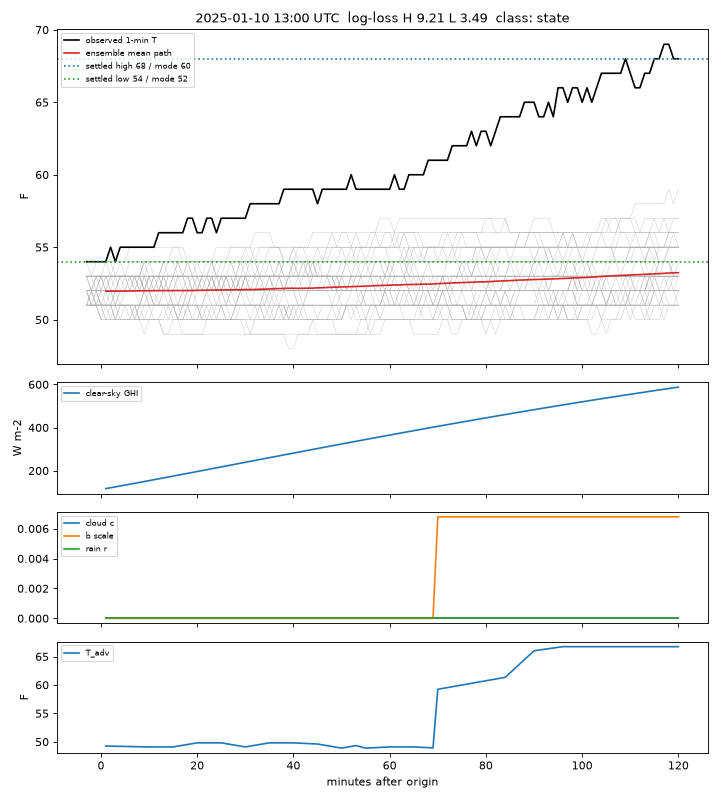 2025-01-10 13:00 UTC  log-loss H 9.21 L 3.49  class: state
observed 1-min T
ensemble mean path
settled high 68 / mode 60
settled low 54 / mode 52
70
65
60
55
50
F
clear-sky GHI
600
400
200
W m-2
cloud c
b scale
rain r
0.006
0.004
0.002
0.000
T_adv
65
60
55
50
F
0
20
40
60
80
100
120
minutes after origin